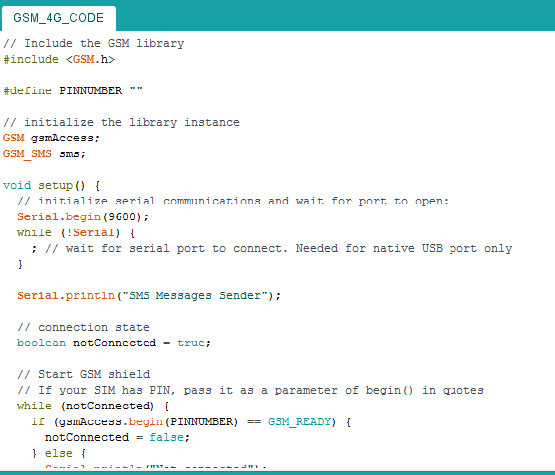 GSM_4G_CODE
// Include the GSM library
#include <GSM.h>
#define PINNUMBER ""
// initialize the library instance
GSM gsmAccess;
GSM_SMS sms;
void setup() {
// initialize serial communications and wait for port to open:
Serial.begin(9600);
while (!Serial) {
; // wait for serial port to connect. Needed for native USB port only
}
Serial.println("SMS Messages Sender");
// connection state
boolean notConnected = true;
// Start GSM shield
// If your SIM has PIN, pass it as a parameter of begin() in quotes
while (notConnected) {
if (gsmAccess.begin(PINNUMBER) == GSM_READY) {
notConnected = false;
} else {
Serial.println("Not connected");